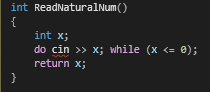 int ReadNaturalNum()
{
    int x;
    do cin >> x; while (x <= 0);
    return x;
}